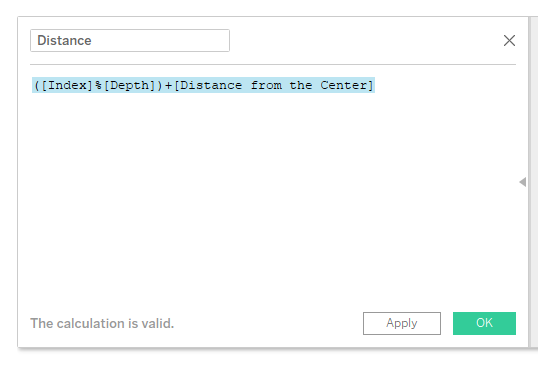 Distance
([Index]%[Depth])+[Distance from the Center]
The calculation is valid.
Apply
OK